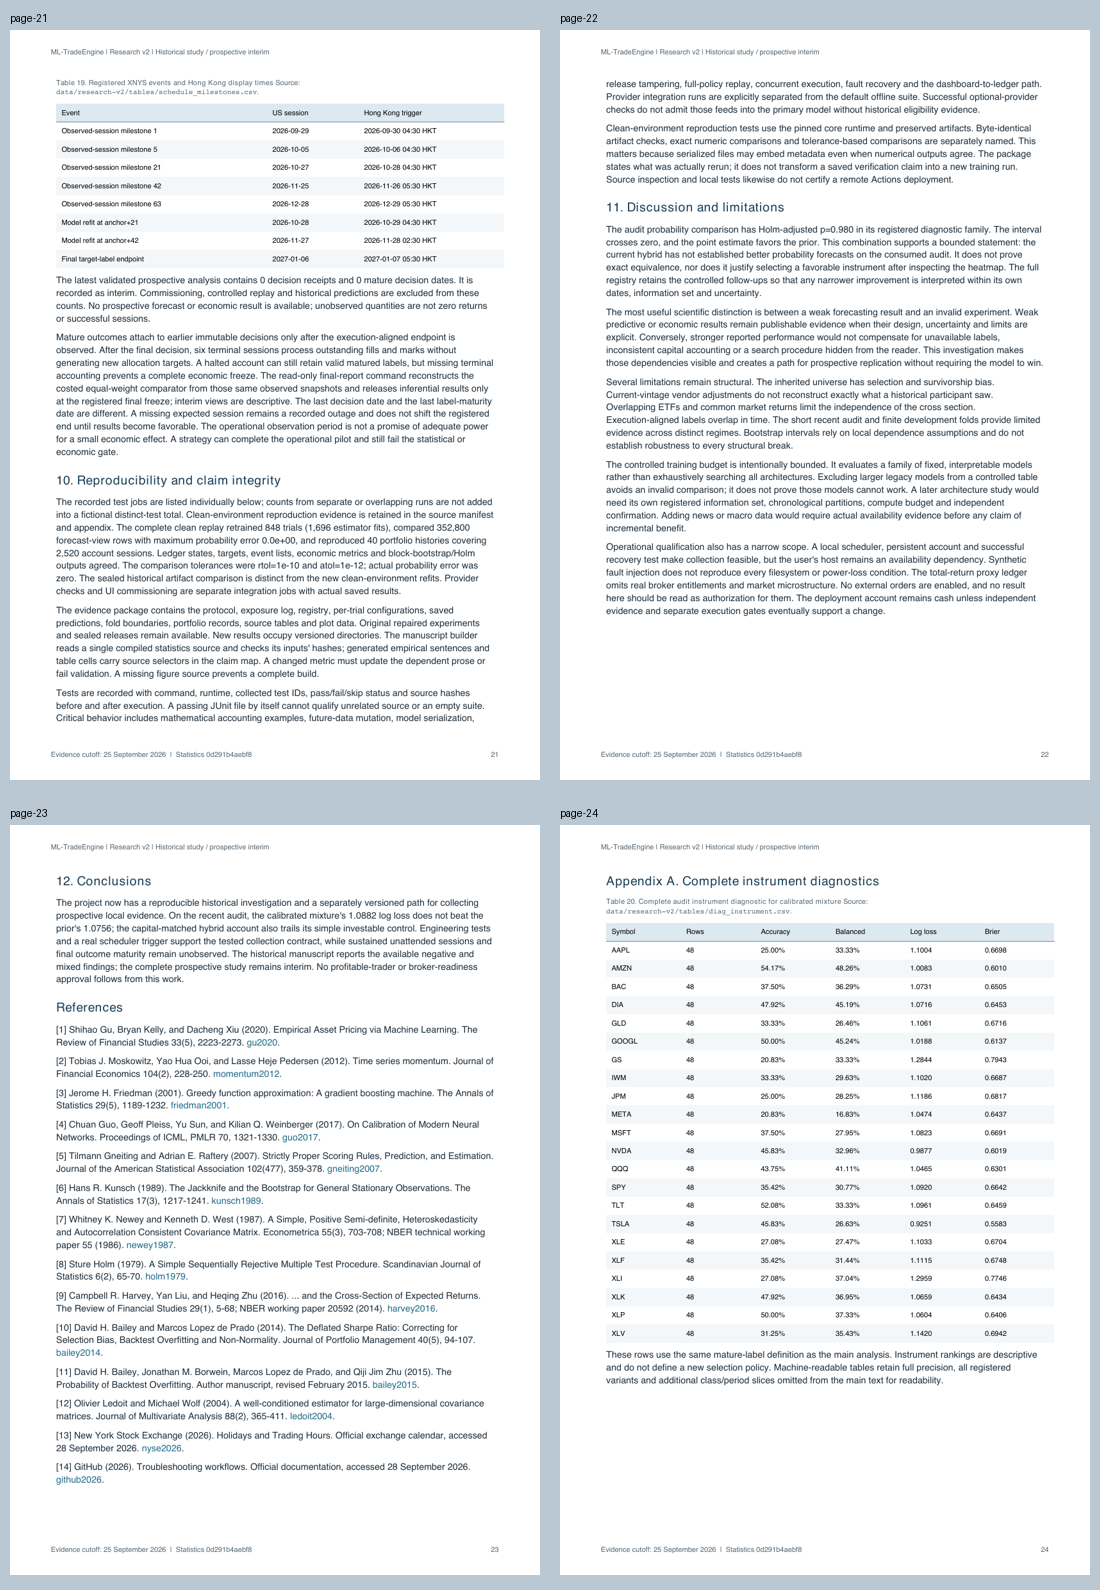 page-21
ML-TradeEngine | Research v2 | Historical study / prospective interim
Table 19. Registered XNYS events and Hong Kong display times Source:
data/research-v2/tables/schedule_milestones.csv.
Event US session Hong Kong trigger
Observed-session milestone 1 2026-09-29 2026-09-30 04:30 HKT
Observed-session milestone 5 2026-10-05 2026-10-06 04:30 HKT
Observed-session milestone 21 2026-10-27 2026-10-28 04:30 HKT
Observed-session milestone 42 2026-11-25 2026-11-26 05:30 HKT
Observed-session milestone 63 2026-12-28 2026-12-29 05:30 HKT
Model refit at anchor+21 2026-10-28 2026-10-29 04:30 HKT
Model refit at anchor+42 2026-11-27 2026-11-28 02:30 HKT
Final target-label endpoint 2027-01-06 2027-01-07 05:30 HKT
The latest validated prospective analysis contains 0 decision receipts and 0 mature decision dates. It is
recorded as interim. Commissioning, controlled replay and historical predictions are excluded from these
counts. No prospective forecast or economic result is available; unobserved quantities are not zero returns
or successful sessions.
Mature outcomes attach to earlier immutable decisions only after the execution-aligned endpoint is
observed. After the final decision, six terminal sessions process outstanding fills and marks without
generating new allocation targets. A halted account can still retain valid matured labels, but missing terminal
accounting prevents a complete economic freeze. The read-only final-report command reconstructs the
costed equal-weight comparator from those same observed snapshots and releases inferential results only
at the registered final freeze; interim views are descriptive. The last decision date and the last label-maturity
date are different. A missing expected session remains a recorded outage and does not shift the registered
end until results become favorable. The operational observation period is not a promise of adequate power
for a small economic effect. A strategy can complete the operational pilot and still fail the statistical or
economic gate.
10. Reproducibility and claim integrity
The recorded test jobs are listed individually below; counts from separate or overlapping runs are not added
into a fictional distinct-test total. Clean-environment reproduction evidence is retained in the source manifest
and appendix. The complete clean replay retrained 848 trials (1,696 estimator fits), compared 352,800
forecast-view rows with maximum probability error 0.0e+00, and reproduced 40 portfolio histories covering
2,520 account sessions. Ledger states, targets, event lists, economic metrics and block-bootstrap/Holm
outputs agree. The comparison tolerances were rtol=1e-10 and atol=1e-12; actual probability error was
zero. The sealed historical artifact comparison is distinct from the new clean-environment refits. Provider
checks and UI commissioning are separate integration jobs with actual saved results.
The evidence package contains the protocol, exposure log, registry, per-trial configurations, saved
predictions, fold boundaries, portfolio records, source tables and plot data. Original repaired experiments
and sealed releases remain available. New results occupy versioned directories. The manuscript builder
reads a single compiled statistics source and checks its inputs' hashes; generated empirical sentences and
table cells carry source selectors in the claim map. A changed metric must update the dependent prose or
fail validation. A missing figure source prevents a complete build.
Tests are recorded with command, runtime, collected test IDs, pass/fail/skip status and source hashes
before and after execution. A passing JUnit file by itself cannot qualify unrelated source or an empty suite.
Critical behavior includes mathematical accounting examples, future-data mutation, model serialization,
Evidence cutoff: 25 September 2026 | Statistics 0d291b4aebf8 21
page-22
ML-TradeEngine | Research v2 | Historical study / prospective interim
release tampering, full-policy replay, concurrent execution, fault recovery and the dashboard-to-ledger path.
Provider integration runs are explicitly separated from the default offline suite. Successful optional-provider
checks do not admit those feeds into the primary model without historical eligibility evidence.
Clean-environment reproduction tests use the pinned core runtime and preserved artifacts. Byte-identical
artifact checks, exact numeric comparisons and tolerance-based comparisons are separately named. This
matters because serialized files may embed metadata even when numerical outputs agree. The package
states what was actually rerun; it does not transform a saved verification claim into a new training run.
Source inspection and local tests likewise do not certify a remote Actions deployment.
11. Discussion and limitations
The audit probability comparison has Holm-adjusted p=0.980 in its registered diagnostic family. The interval
crosses zero, and the point estimate favors the prior. This combination supports a bounded statement: the
current hybrid has not established better probability forecasts on the consumed audit. It does not prove
exact equivalence, nor does it justify selecting a favorable instrument after inspecting the heatmap. The full
registry retains the controlled follow-ups so that any narrower improvement is interpreted within its own
dates, information set and uncertainty.
The most useful scientific distinction is between a weak forecasting result and an invalid experiment. Weak
predictive or economic results remain publishable evidence when their design, uncertainty and limits are
explicit. Conversely, stronger reported performance would not compensate for unavailable labels,
inconsistent capital accounting or a search procedure hidden from the reader. This investigation makes
those dependencies visible and creates a path for prospective replication without requiring the model to win.
Several limitations remain structural. The inherited universe has selection and survivorship bias.
Current-vintage vendor adjustments do not reconstruct exactly what a historical participant saw.
Overlapping ETFs and common market returns limit the independence of the cross section.
Execution-aligned labels overlap in time. The short recent audit and finite development folds provide limited
evidence across distinct regimes. Bootstrap intervals rely on local dependence assumptions and do not
establish robustness to every structural break.
The controlled training budget is intentionally bounded. It evaluates a family of fixed, interpretable models
rather than exhaustively searching all architectures. Excluding larger legacy models from a controlled table
avoids an invalid comparison; it does not prove those models cannot work. A later architecture study would
need its own registered information set, chronological partitions, compute budget and independent
confirmation. Adding news or macro data would require actual availability evidence before any claim of
incremental benefit.
Operational qualification also has a narrow scope. A local scheduler, persistent account and successful
recovery test make collection feasible, but the user's host remains an availability dependency. Synthetic
fault injection does not reproduce every filesystem or power-loss condition. The total-return proxy ledger
omits real broker entitlements and market microstructure. No external orders are enabled, and no result
here should be read as authorization for them. The deployment account remains cash unless independent
evidence and separate execution gates eventually support a change.
Evidence cutoff: 25 September 2026 | Statistics 0d291b4aebf8 22
page-23
ML-TradeEngine | Research v2 | Historical study / prospective interim
12. Conclusions
The project now has a reproducible historical investigation and a separately versioned path for collecting
prospective local evidence. On the recent audit, the calibrated mixture's 1.0882 log loss does not beat the
prior's 1.0756; the capital-matched hybrid account also trails its simple investable control. Engineering tests
and a real scheduler trigger support the tested collection contract, while sustained unattended sessions and
final outcome maturity remain unobserved. The historical manuscript reports the available negative and
mixed findings; the complete prospective study remains interim. No profitable-trader or broker-readiness
approval follows from this work.
References
[1] Shihao Gu, Bryan Kelly, and Dacheng Xiu (2020). Empirical Asset Pricing via Machine Learning. The
Review of Financial Studies 33(5), 2223-2273. gu2020.
[2] Tobias J. Moskowitz, Yao Hua Ooi, and Lasse Heje Pedersen (2012). Time series momentum. Journal of
Financial Economics 104(2), 228-250. momentum2012.
[3] Jerome H. Friedman (2001). Greedy function approximation: A gradient boosting machine. The Annals of
Statistics 29(5), 1189-1232. friedman2001.
[4] Chuan Guo, Geoff Pleiss, Yu Sun, and Kilian Q. Weinberger (2017). On Calibration of Modern Neural
Networks. Proceedings of ICML, PMLR 70, 1321-1330. guo2017.
[5] Tilmann Gneiting and Adrian E. Raftery (2007). Strictly Proper Scoring Rules, Prediction, and Estimation.
Journal of the American Statistical Association 102(477), 359-378. gneiting2007.
[6] Hans R. Kunsch (1989). The Jackknife and the Bootstrap for General Stationary Observations. The
Annals of Statistics 17(3), 1217-1241. kunsch1989.
[7] Whitney K. Newey and Kenneth D. West (1987). A Simple, Positive Semi-definite, Heteroskedasticity
and Autocorrelation Consistent Covariance Matrix. Econometrica 55(3), 703-708; NBER technical working
paper 55 (1986). newey1987.
[8] Sture Holm (1979). A Simple Sequentially Rejective Multiple Test Procedure. Scandinavian Journal of
Statistics 6(2), 65-70. holm1979.
[9] Campbell R. Harvey, Yan Liu, and Heqing Zhu (2016). ... and the Cross-Section of Expected Returns.
The Review of Financial Studies 29(1), 5-68; NBER working paper 20592 (2014). harvey2016.
[10] David H. Bailey and Marcos Lopez de Prado (2014). The Deflated Sharpe Ratio: Correcting for
Selection Bias, Backtest Overfitting and Non-Normality. Journal of Portfolio Management 40(5), 94-107.
bailey2014.
[11] David H. Bailey, Jonathan M. Borwein, Marcos Lopez de Prado, and Qiji Jim Zhu (2015). The
Probability of Backtest Overfitting. Author manuscript, revised February 2015. bailey2015.
[12] Olivier Ledoit and Michael Wolf (2004). A well-conditioned estimator for large-dimensional covariance
matrices. Journal of Multivariate Analysis 88(2), 365-411. ledoit2004.
[13] New York Stock Exchange (2026). Holidays and Trading Hours. Official exchange calendar, accessed
28 September 2026. nyse2026.
[14] GitHub (2026). Troubleshooting workflows. Official documentation, accessed 28 September 2026.
github2026.
Evidence cutoff: 25 September 2026 | Statistics 0d291b4aebf8 23
page-24
ML-TradeEngine | Research v2 | Historical study / prospective interim
Appendix A. Complete instrument diagnostics
Table 20. Complete audit instrument diagnostic for calibrated mixture Source:
data/research-v2/tables/diag_instrument.csv.
Symbol Rows Accuracy Balanced Log loss Brier
AAPL 48 25.00% 33.33% 1.1004 0.6698
AMZN 48 54.17% 48.26% 1.0083 0.6010
BAC 48 37.50% 36.29% 1.0731 0.6505
DIA 48 47.92% 45.19% 1.0716 0.6453
GLD 48 33.33% 26.46% 1.1061 0.6716
GOOGL 48 50.00% 45.24% 1.0188 0.6137
GS 48 20.83% 33.33% 1.2844 0.7943
IWM 48 33.33% 29.63% 1.1020 0.6687
JPM 48 25.00% 28.25% 1.1186 0.6817
META 48 20.83% 16.83% 1.0474 0.6437
MSFT 48 37.50% 27.95% 1.0823 0.6691
NVDA 48 45.83% 32.96% 0.9877 0.6019
QQQ 48 43.75% 41.11% 1.0465 0.6301
SPY 48 35.42% 30.77% 1.0920 0.6642
TLT 48 52.08% 33.33% 1.0961 0.6459
TSLA 48 45.83% 26.63% 0.9251 0.5583
XLE 48 27.08% 27.47% 1.1033 0.6704
XLF 48 35.42% 31.44% 1.1115 0.6748
XLI 48 27.08% 37.04% 1.2959 0.7746
XLK 48 47.92% 36.95% 1.0659 0.6434
XLP 48 50.00% 37.33% 1.0604 0.6406
XLV 48 31.25% 35.43% 1.1420 0.6942
These rows use the same mature-label definition as the main analysis. Instrument rankings are descriptive
and do not define a new selection policy. Machine-readable tables retain full precision, all registered
variants and additional class/period slices omitted from the main text for readability.
Evidence cutoff: 25 September 2026 | Statistics 0d291b4aebf8 24